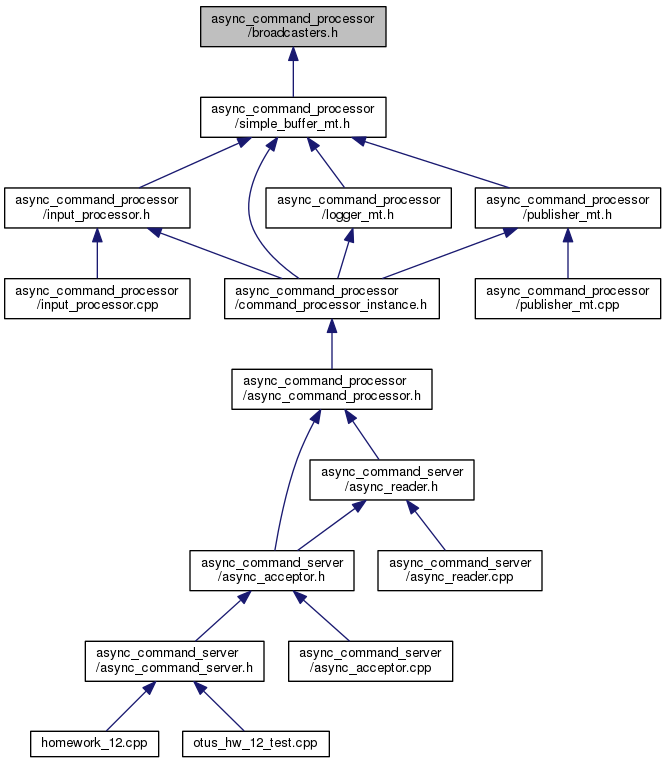 async_command_processor
/broadcasters.h
async_command_processor
/simple_buffer_mt.h
async_command_processor
/input_processor.h
async_command_processor
/logger_mt.h
async_command_processor
/publisher_mt.h
async_command_processor
/input_processor.cpp
async_command_processor
/command_processor_instance.h
async_command_processor
/publisher_mt.cpp
async_command_processor
/async_command_processor.h
async_command_server
/async_reader.h
async_command_server
/async_acceptor.h
async_command_server
/async_reader.cpp
async_command_server
/async_command_server.h
async_command_server
/async_acceptor.cpp
homework_12.cpp
otus_hw_12_test.cpp